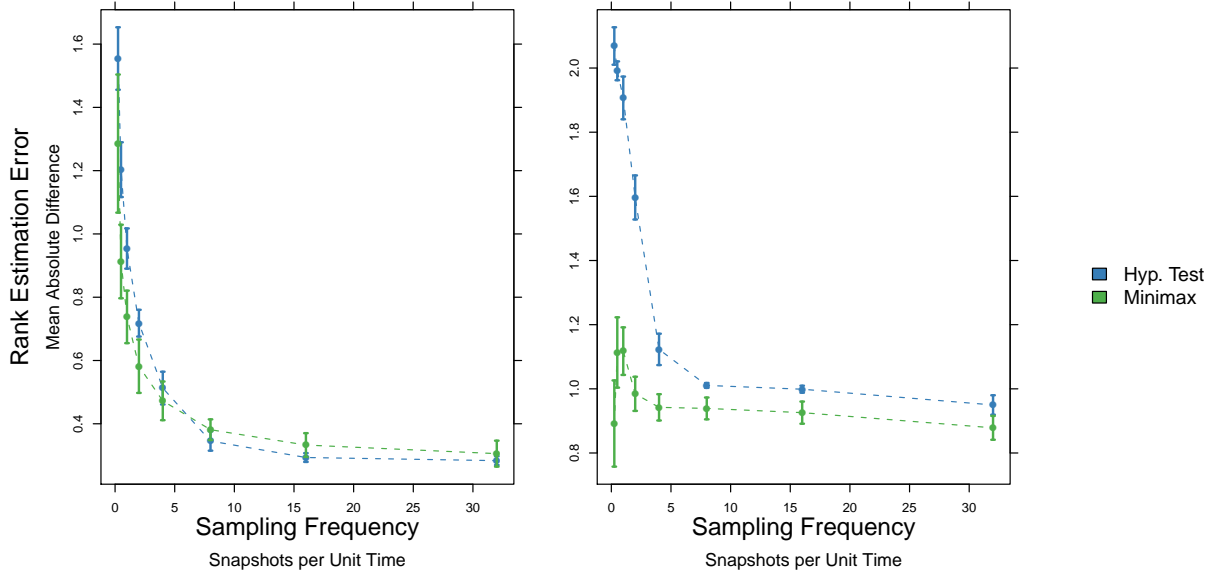 Rank Estimation Error
Mean Absolute Difference
1.6
1.4
1.2
1.0
0.8
0.6
0.4
0 5 10 15 20 25 30
Sampling Frequency
Snapshots per Unit Time
2.0
1.8
1.6
1.4
1.2
1.0
0.8
0 5 10 15 20 25 30
Sampling Frequency
Snapshots per Unit Time
Hyp. Test
Minimax